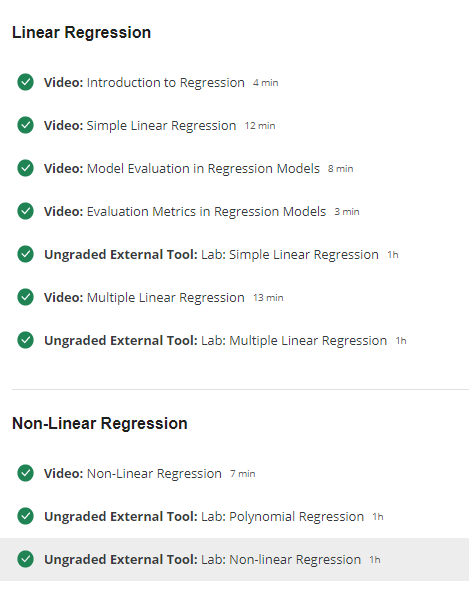 Linear Regression
Video: Introduction to Regression 4 min
Video: Simple Linear Regression 12 min
Video: Model Evaluation in Regression Models 8 min
Video: Evaluation Metrics in Regression Models 3 min
Ungraded External Tool: Lab: Simple Linear Regression 1h
Video: Multiple Linear Regression 13 min
Ungraded External Tool: Lab: Multiple Linear Regression 1h
Non-Linear Regression
Video: Non-Linear Regression 7 min
Ungraded External Tool: Lab: Polynomial Regression 1h
Ungraded External Tool: Lab: Non-linear Regression 1h